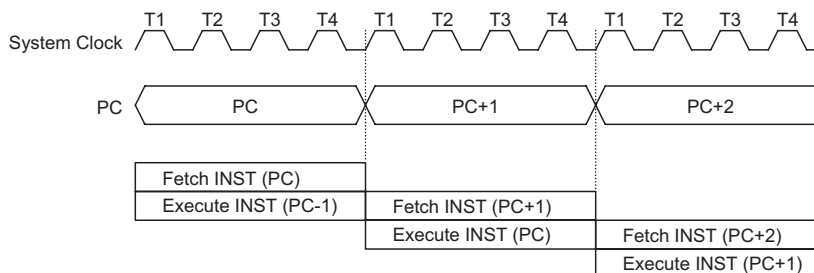 T1 T2 T3 T4 T1 T2 T3 T4 T1 T2 T3 T4
System Clock
PC PC PC+1 PC+2
Fetch INST (PC)
Execute INST (PC-1) Fetch INST (PC+1)
Execute INST (PC) Fetch INST (PC+2)
Execute INST (PC+1)